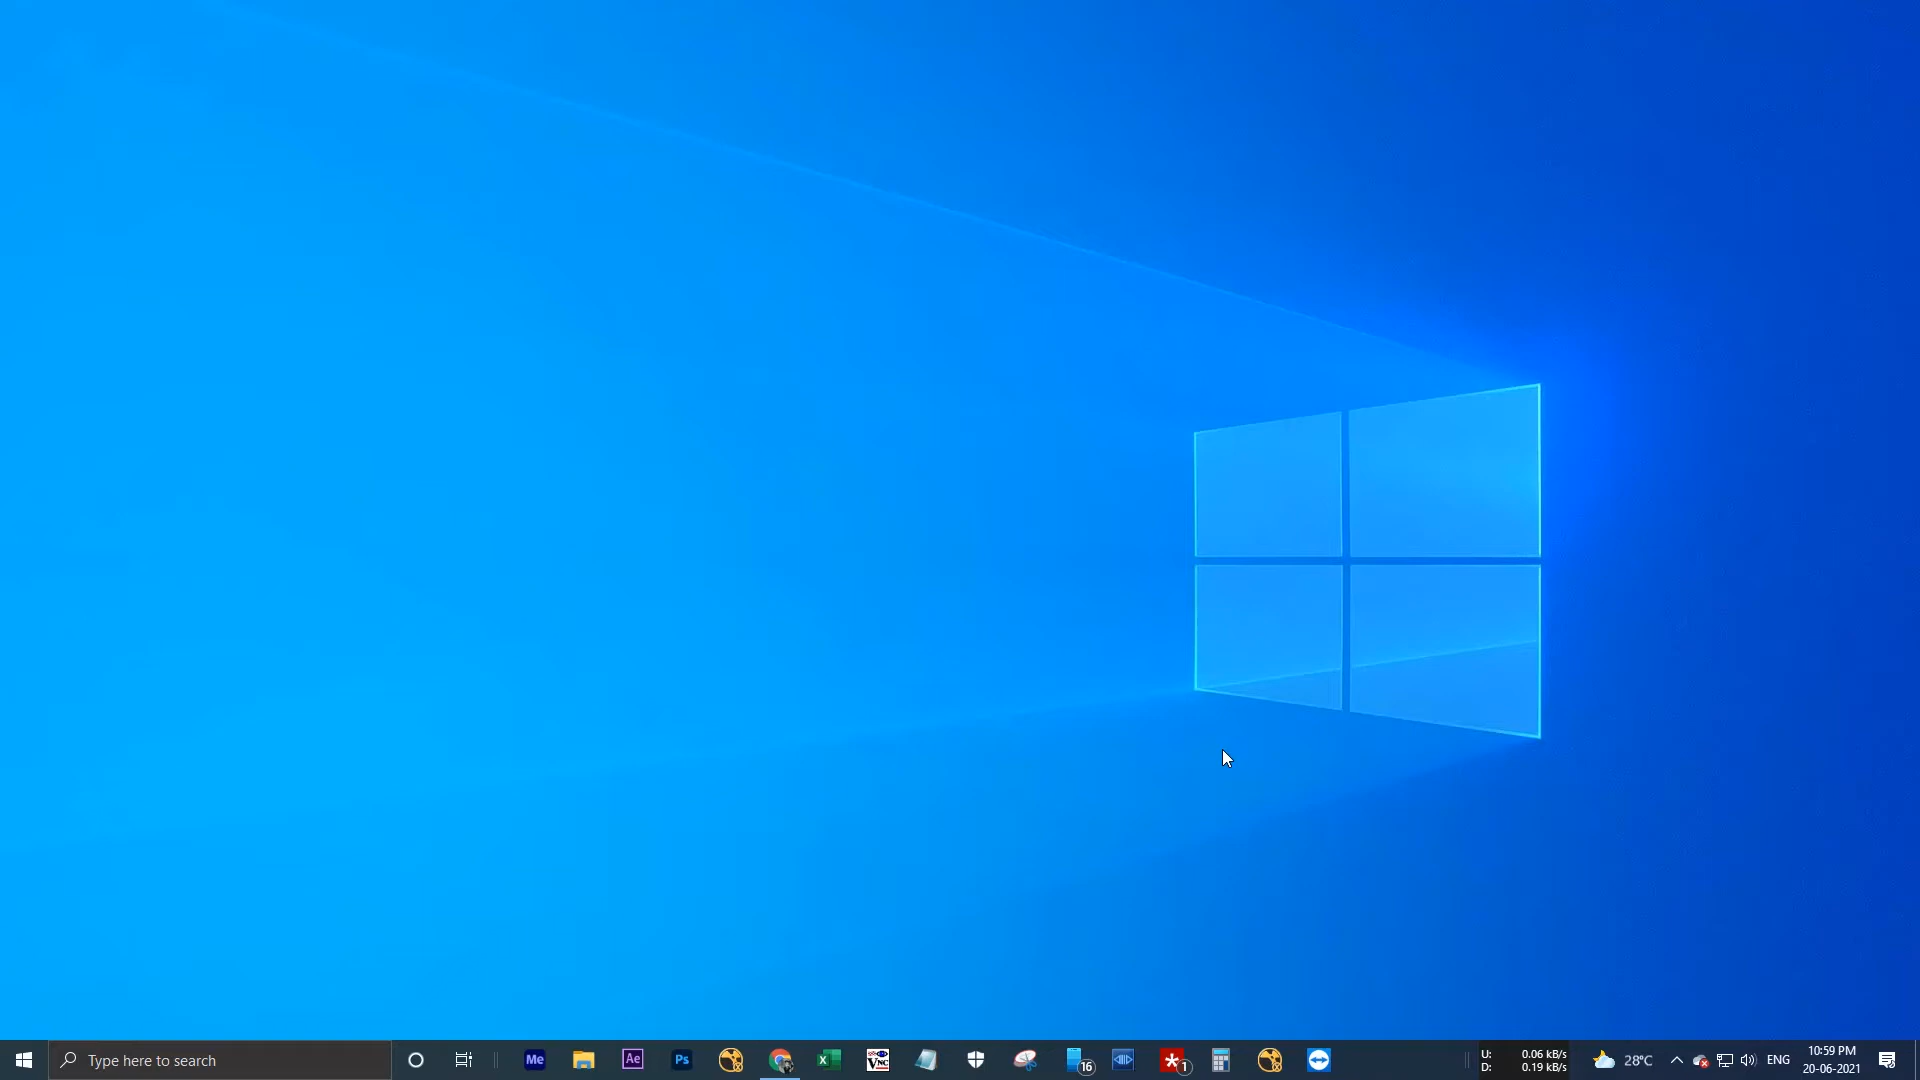 Type here to search
Me
Ae
Ps
X
VNC
16
1
U: 0.06 kB/s
D: 0.19 kB/s
28°C
ENG
10:59 PM
20-06-2021